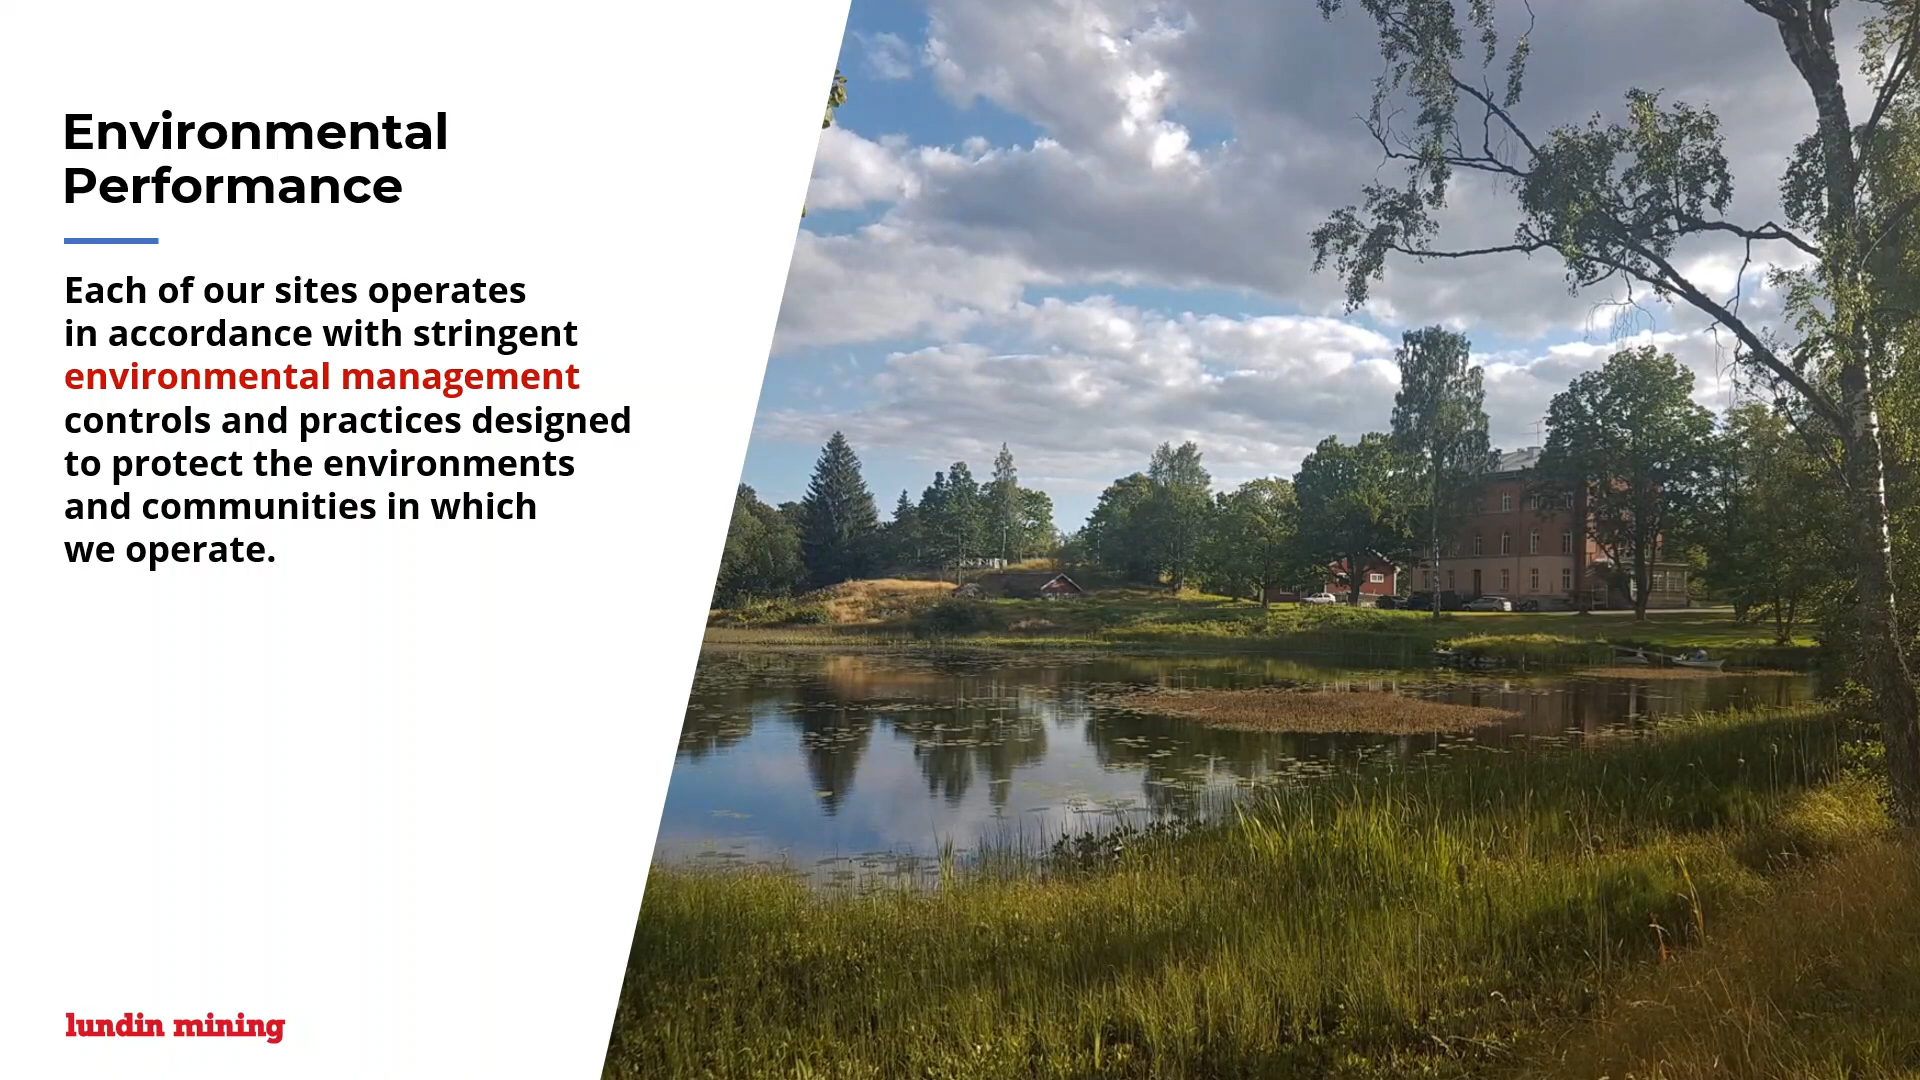 Environmental
Performance
Each of our sites operates
in accordance with stringent
environmental management
controls and practices designed
to protect the environments
and communities in which
we operate.
lundin mining